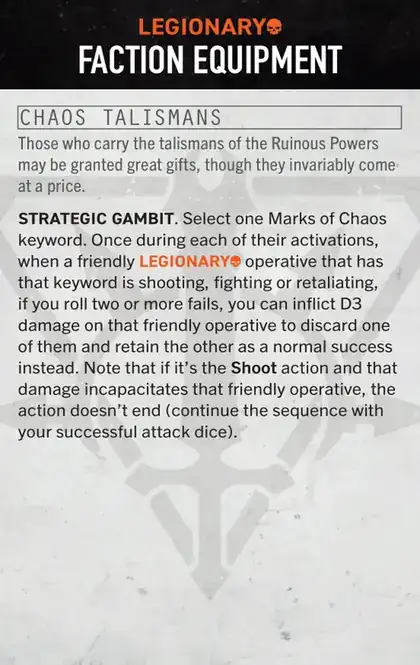 LEGIONARY
FACTION EQUIPMENT
CHAOS TALISMANS
Those who carry the talismans of the Ruinous Powers
may be granted great gifts, though they invariably come
at a price.
STRATEGIC GAMBIT. Select one Marks of Chaos
keyword. Once during each of their activations,
when a friendly LEGIONARY operative that has
that keyword is shooting, fighting or retaliating,
if you roll two or more fails, you can inflict D3
damage on that friendly operative to discard one
of them and retain the other as a normal success
instead. Note that if it’s the Shoot action and that
damage incapacitates that friendly operative, the
action doesn’t end (continue the sequence with
your successful attack dice).